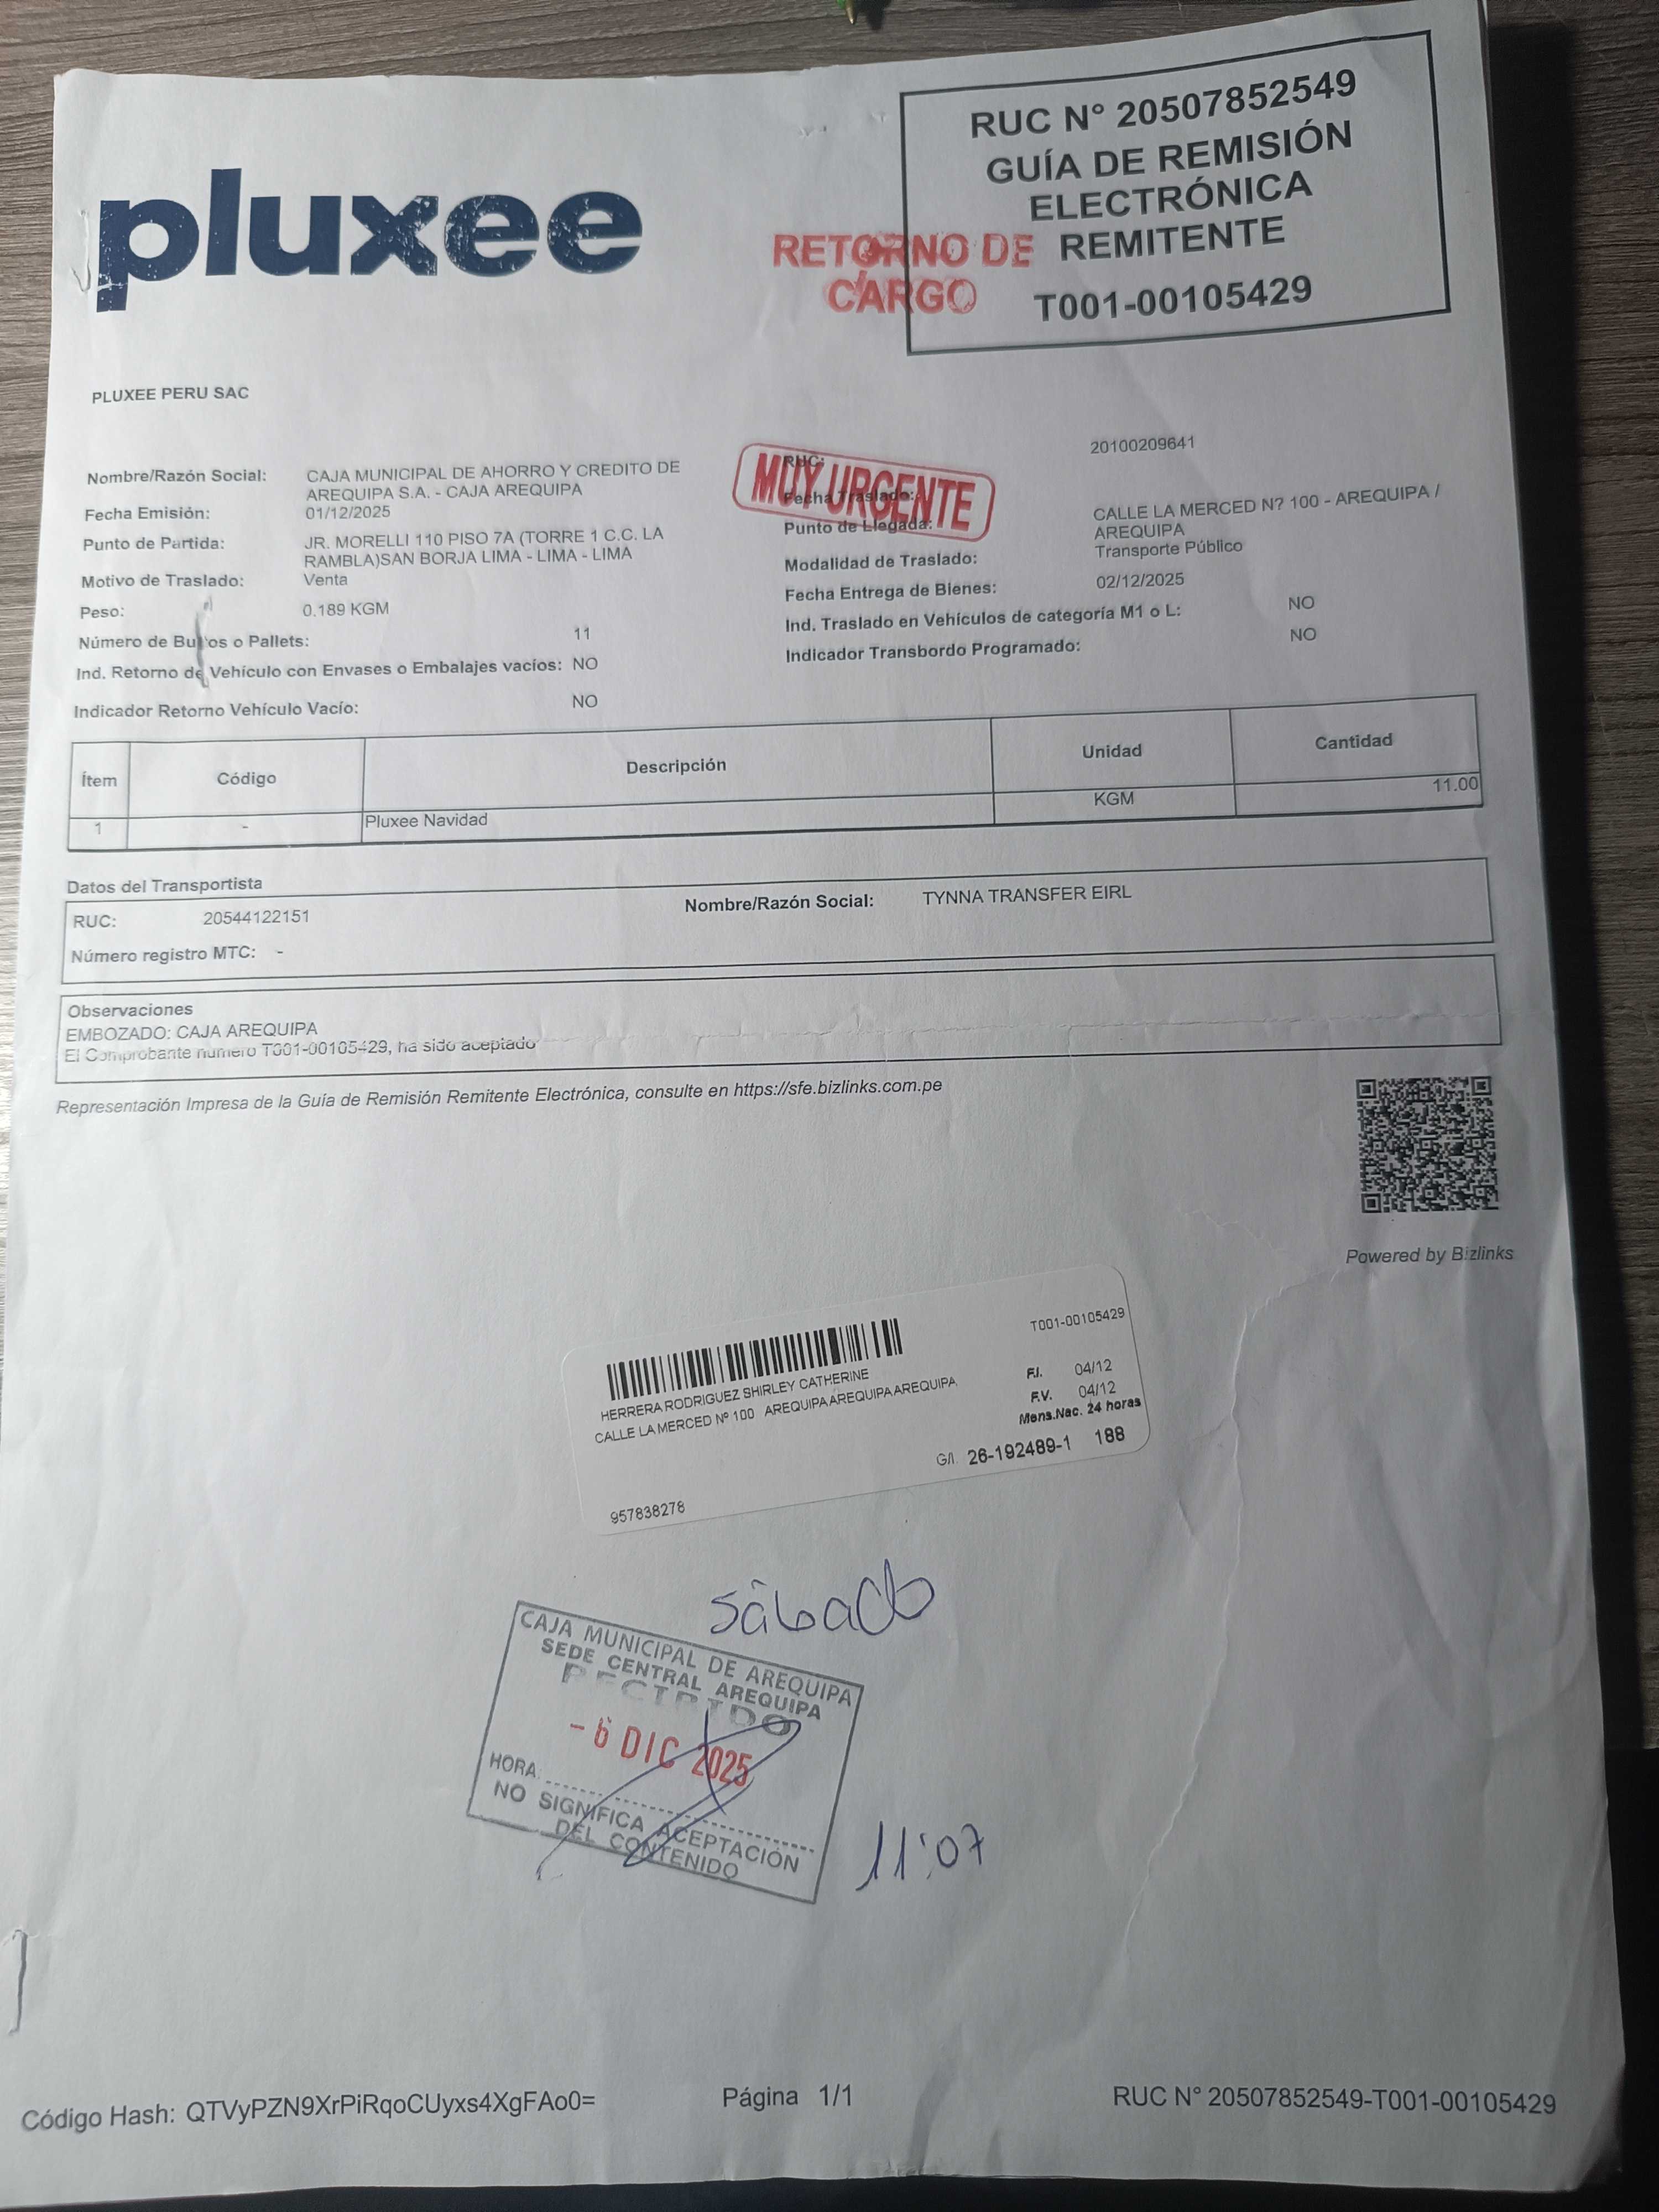 pluxee
RUC N° 20507852549
GUÍA DE REMISIÓN
ELECTRÓNICA
REMITENTE
T001-00105429
RETORNO DE
CARGO
PLUXEE PERU SAC
MUY URGENTE
Nombre/Razón Social: CAJA MUNICIPAL DE AHORRO Y CREDITO DE
AREQUIPA S.A. - CAJA AREQUIPA
Fecha Emisión: 01/12/2025
Punto de Partida: JR. MORELLI 110 PISO 7A (TORRE 1 C.C. LA
RAMBLA)SAN BORJA LIMA - LIMA - LIMA
Motivo de Traslado: Venta
Peso: 0.189 KGM
Número de Bultos o Pallets: 11
Ind. Retorno de Vehículo con Envases o Embalajes vacíos: NO
Indicador Retorno Vehículo Vacío: NO
RUC: 20100209641
Fecha Traslado:
Punto de Llegada: CALLE LA MERCED N? 100 - AREQUIPA /
AREQUIPA
Modalidad de Traslado: Transporte Público
Fecha Entrega de Bienes: 02/12/2025
Ind. Traslado en Vehículos de categoría M1 o L: NO
Indicador Transbordo Programado: NO
Ítem Código Descripción Unidad Cantidad
1 - Pluxee Navidad KGM 11.00
Datos del Transportista
RUC: 20544122151 Nombre/Razón Social: TYNNA TRANSFER EIRL
Número registro MTC: -
Observaciones
EMBOZADO: CAJA AREQUIPA
El Comprobante numero T001-00105429, ha sido aceptado
Representación Impresa de la Guía de Remisión Remitente Electrónica, consulte en https://sfe.bizlinks.com.pe
Powered by Bizlinks
T001-00105429
HERRERA RODRIGUEZ SHIRLEY CATHERINE
CALLE LA MERCED Nº 100 AREQUIPAAREQUIPAAREQUIPA
F.I. 04/12
F.V. 04/12
Mens.Nac. 24 horas
G/I. 26-192489-1 188
957838278
sábado
CAJA MUNICIPAL DE AREQUIPA
SEDE CENTRAL AREQUIPA
RECIBIDO
- 6 DIC 2025
HORA
NO SIGNIFICA ACEPTACIÓN
DEL CONTENIDO
11:07
Código Hash: QTVyPZN9XrPiRqoCUyxs4XgFAo0= Página 1/1 RUC N° 20507852549-T001-00105429